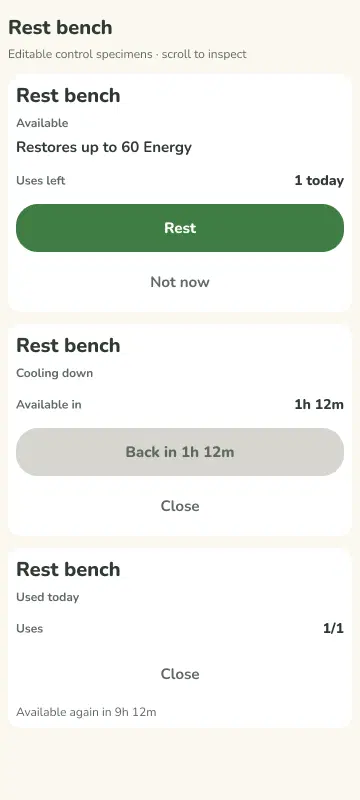 Rest bench
Editable control specimens · scroll to inspect
Rest bench
Available
Restores up to 60 Energy
Uses left 1 today
Rest
Not now
Rest bench
Cooling down
Available in 1h 12m
Back in 1h 12m
Close
Rest bench
Used today
Uses 1/1
Close
Available again in 9h 12m